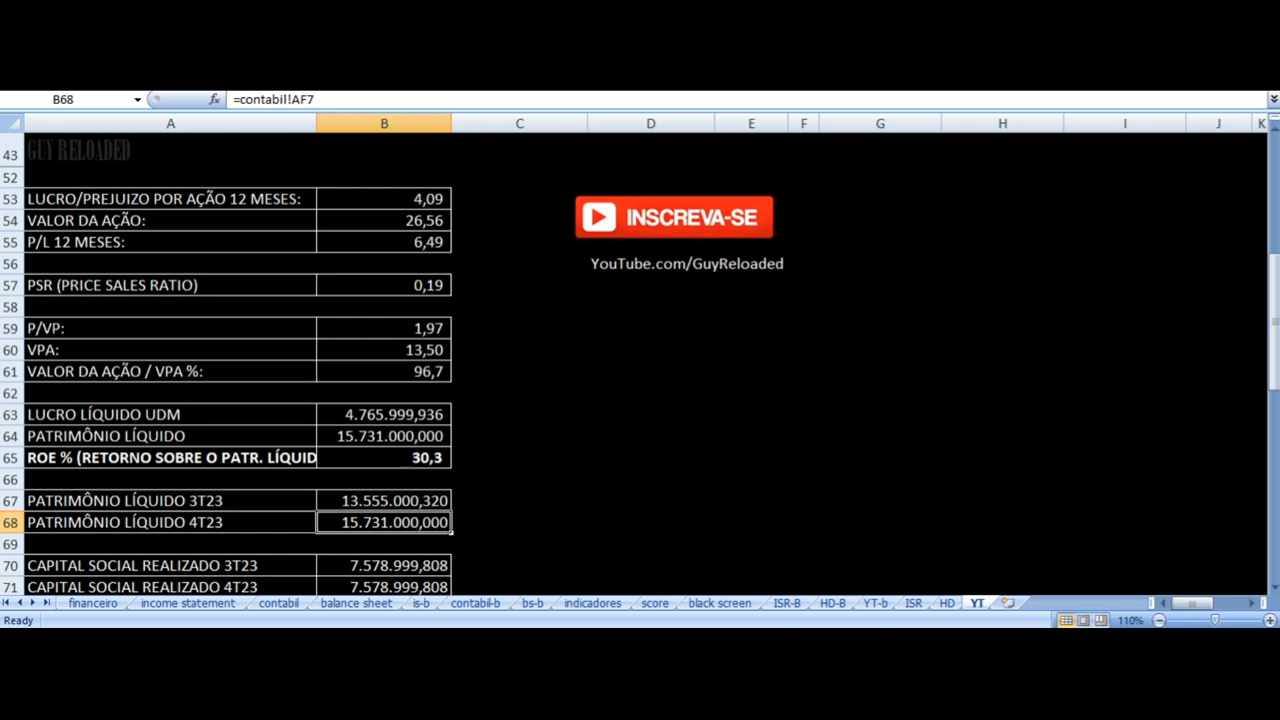 B68 fx =contabil!AF7
A B C D E F G H I J K
43 GUY RELOADED
52
53 LUCRO/PREJUIZO POR AÇÃO 12 MESES: 4,09
INSCREVA-SE
54 VALOR DA AÇÃO: 26,56
55 P/L 12 MESES: 6,49
YouTube.com/GuyReloaded
56
57 PSR (PRICE SALES RATIO) 0,19
58
59 P/VP: 1,97
60 VPA: 13,50
61 VALOR DA AÇÃO / VPA %: 96,7
62
63 LUCRO LÍQUIDO UDM 4.765.999,936
64 PATRIMÔNIO LÍQUIDO 15.731.000,000
65 ROE % (RETORNO SOBRE O PATR. LÍQUID 30,3
66
67 PATRIMÔNIO LÍQUIDO 3T23 13.555.000,320
68 PATRIMÔNIO LÍQUIDO 4T23 15.731.000,000
69
70 CAPITAL SOCIAL REALIZADO 3T23 7.578.999,808
71 CAPITAL SOCIAL REALIZADO 4T23 7.578.999,808
financeiro income statement contabil balance sheet is-b contabil-b bs-b indicadores score black screen ISR-B HD-B YT-b ISR HD YT
Ready 110%